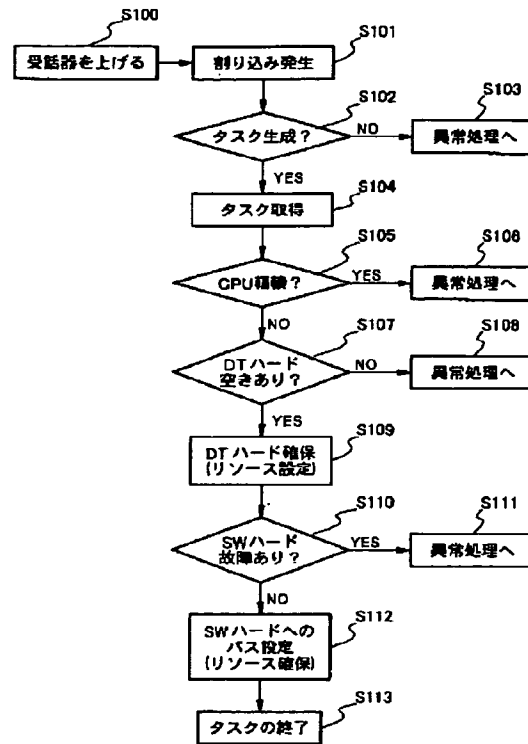 S100
受話器を上げる
S101
割り込み発生
S102
タスク生成?
NO
S103
異常処理へ
YES
S104
タスク取得
S105
CPU輻輳?
YES
S106
異常処理へ
NO
S107
DTハード
空きあり?
NO
S108
異常処理へ
YES
S109
DTハード確保
(リソース設定)
S110
SWハード
故障あり?
YES
S111
異常処理へ
NO
S112
SWハードへの
パス設定
(リソース確保)
S113
タスクの終了